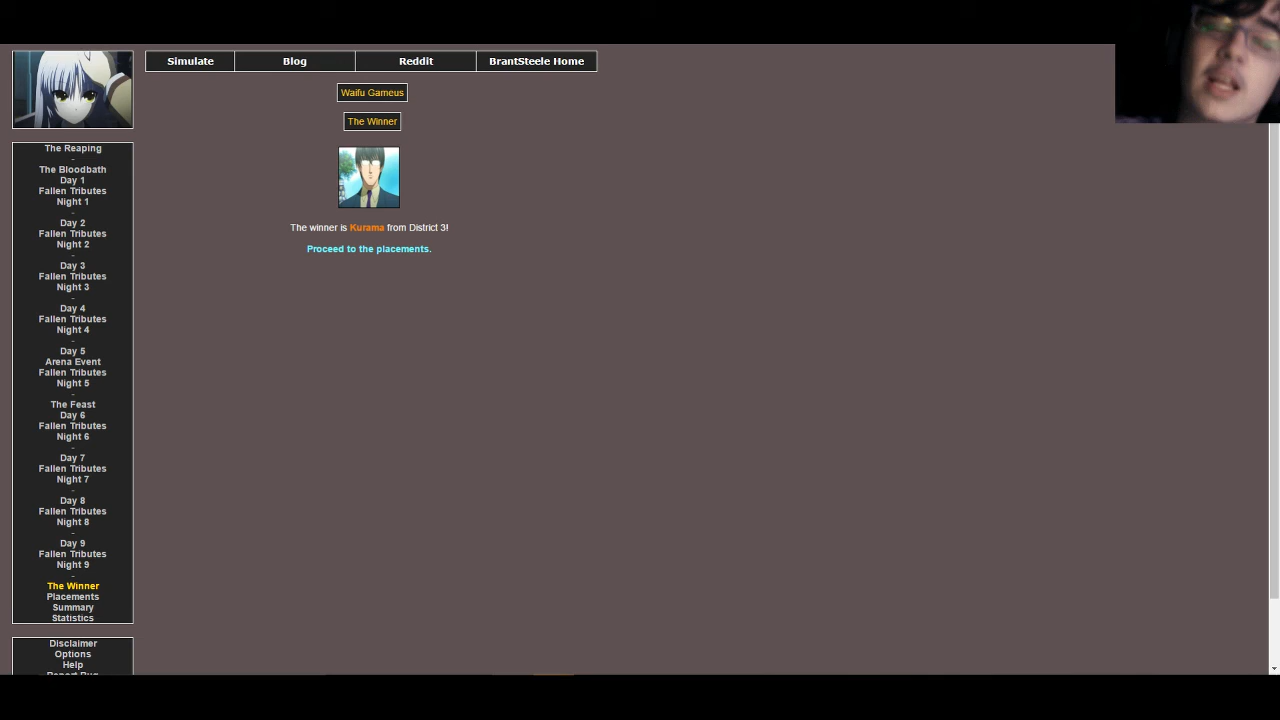 Simulate
Blog
Reddit
BrantSteele Home
Waifu Gameus
The Winner
The winner is Kurama from District 3!
Proceed to the placements.
The Reaping
-
The Bloodbath
Day 1
Fallen Tributes
Night 1
-
Day 2
Fallen Tributes
Night 2
-
Day 3
Fallen Tributes
Night 3
-
Day 4
Fallen Tributes
Night 4
-
Day 5
Arena Event
Fallen Tributes
Night 5
-
The Feast
Day 6
Fallen Tributes
Night 6
-
Day 7
Fallen Tributes
Night 7
-
Day 8
Fallen Tributes
Night 8
-
Day 9
Fallen Tributes
Night 9
-
The Winner
Placements
Summary
Statistics
Disclaimer
Options
Help
Report Bug